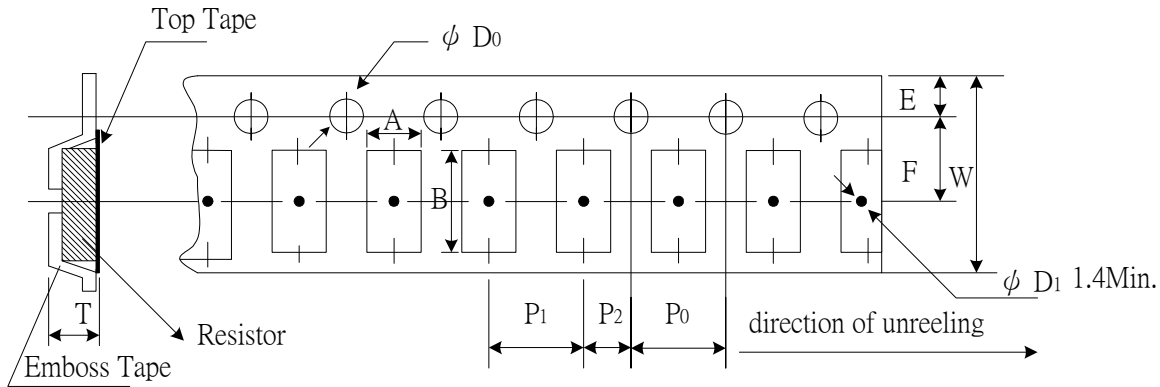 Top Tape
φ D0
E
A
F
W
B
φ D1 1.4Min.
T
P1
P2
P0
direction of unreeling
Resistor
Emboss Tape